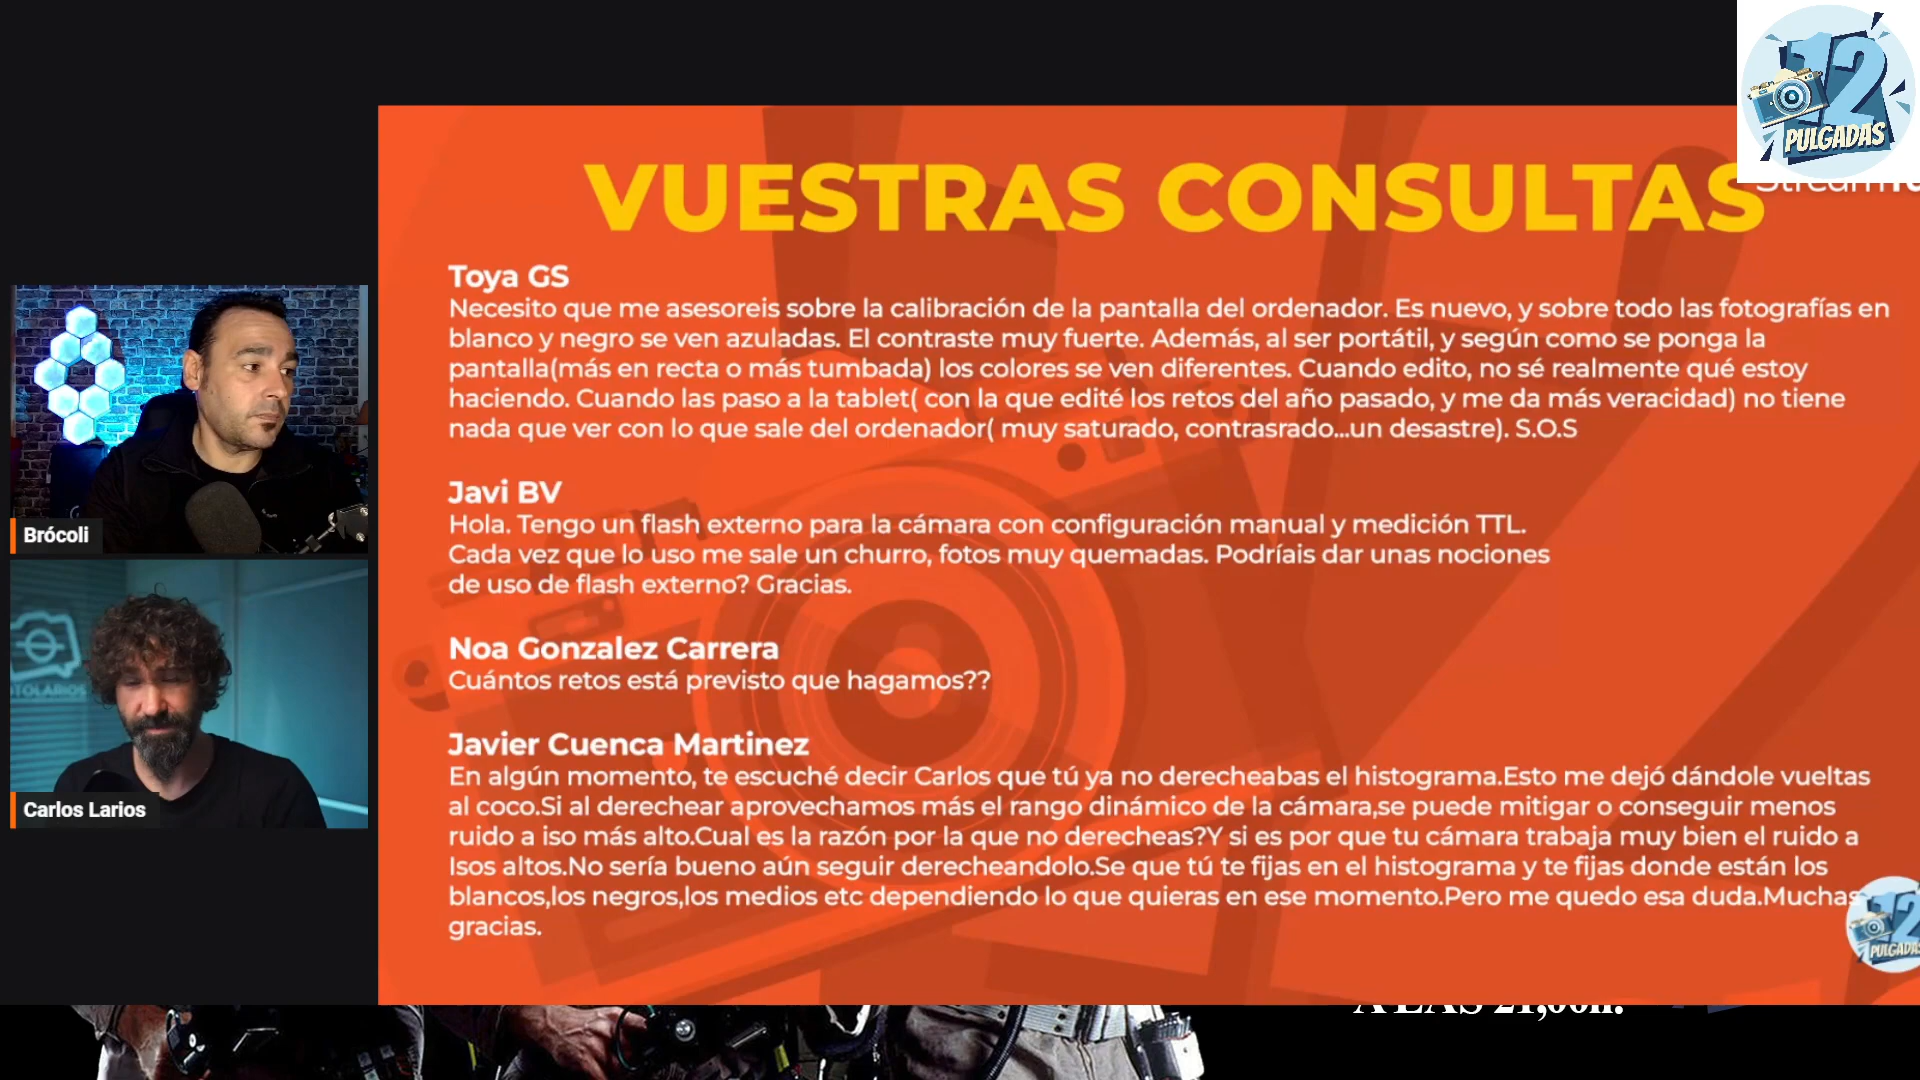 12
PULGADAS
VUESTRAS CONSULTAS
Toya GS
Necesito que me asesoreis sobre la calibración de la pantalla del ordenador. Es nuevo, y sobre todo las fotografías en
blanco y negro se ven azuladas. El contraste muy fuerte. Además, al ser portátil, y según como se ponga la
pantalla(más en recta o más tumbada) los colores se ven diferentes. Cuando edito, no sé realmente qué estoy
haciendo. Cuando las paso a la tablet( con la que edité los retos del año pasado, y me da más veracidad) no tiene
nada que ver con lo que sale del ordenador( muy saturado, contrasrado...un desastre). S.O.S
Javi BV
Hola. Tengo un flash externo para la cámara con configuración manual y medición TTL.
Cada vez que lo uso me sale un churro, fotos muy quemadas. Podríais dar unas nociones
de uso de flash externo? Gracias.
Noa Gonzalez Carrera
Cuántos retos está previsto que hagamos??
Javier Cuenca Martinez
En algún momento, te escuché decir Carlos que tú ya no derecheabas el histograma.Esto me dejó dándole vueltas
al coco.Si al derechear aprovechamos más el rango dinámico de la cámara,se puede mitigar o conseguir menos
ruido a iso más alto.Cual es la razón por la que no derecheas?Y si es por que tu cámara trabaja muy bien el ruido a
Isos altos.No sería bueno aún seguir derecheandolo.Se que tú te fijas en el histograma y te fijas donde están los
blancos,los negros,los medios etc dependiendo lo que quieras en ese momento.Pero me quedo esa duda.Muchas
gracias.
Brócoli
Carlos Larios
12
PULGADAS
A LAS 21,00h.